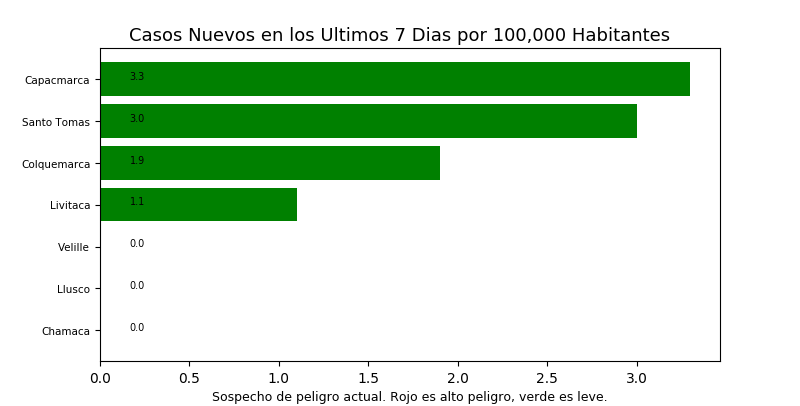 Casos Nuevos en los Ultimos 7 Dias por 100,000 Habitantes
Capacmarca 3.3
Santo Tomas 3.0
Colquemarca 1.9
Livitaca 1.1
Velille 0.0
Llusco 0.0
Chamaca 0.0
0.0 0.5 1.0 1.5 2.0 2.5 3.0
Sospecho de peligro actual. Rojo es alto peligro, verde es leve.